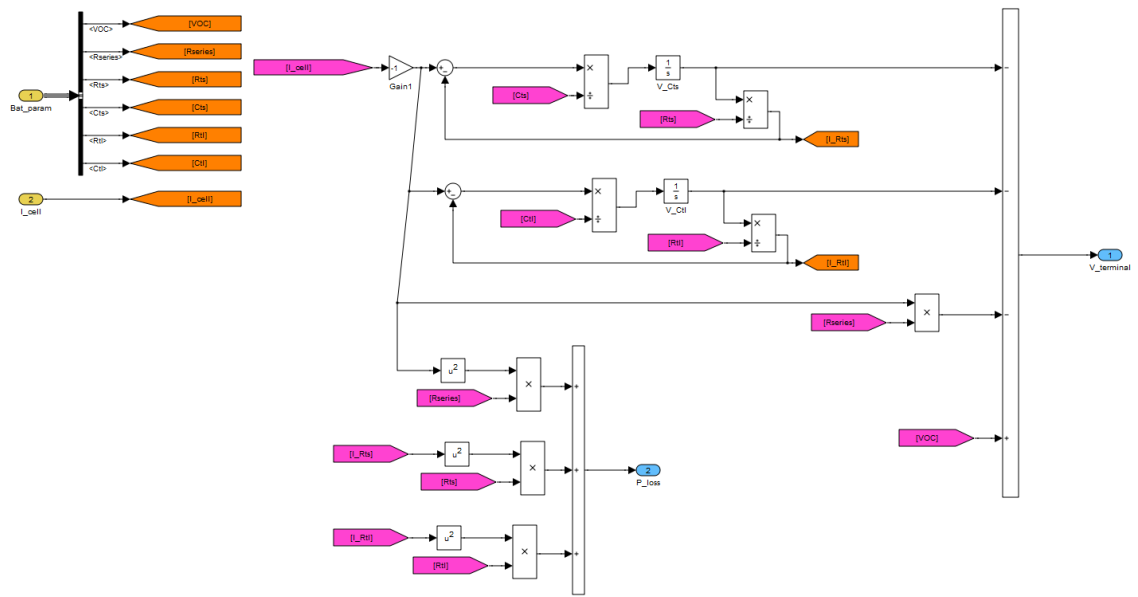 <VOC>
[VOC]
<Rseries>
[Rseries]
<Rts>
[Rts]
1
Bat_param
<Cts>
[Cts]
<Rtl>
[Rtl]
<Ctl>
[Ctl]
2
I_cell
[I_cell]
[I_cell]
-1
Gain1
+
−
×
÷
[Cts]
1
s
V_Cts
×
÷
[Rts]
[I_Rts]
−
+
−
×
÷
[Ctl]
1
s
V_Ctl
×
÷
[Rtl]
[I_Rtl]
−
1
V_terminal
×
[Rseries]
−
u2
×
[Rseries]
+
[VOC]
+
[I_Rts]
u2
×
[Rts]
+
2
P_loss
[I_Rtl]
u2
×
[Rtl]
+